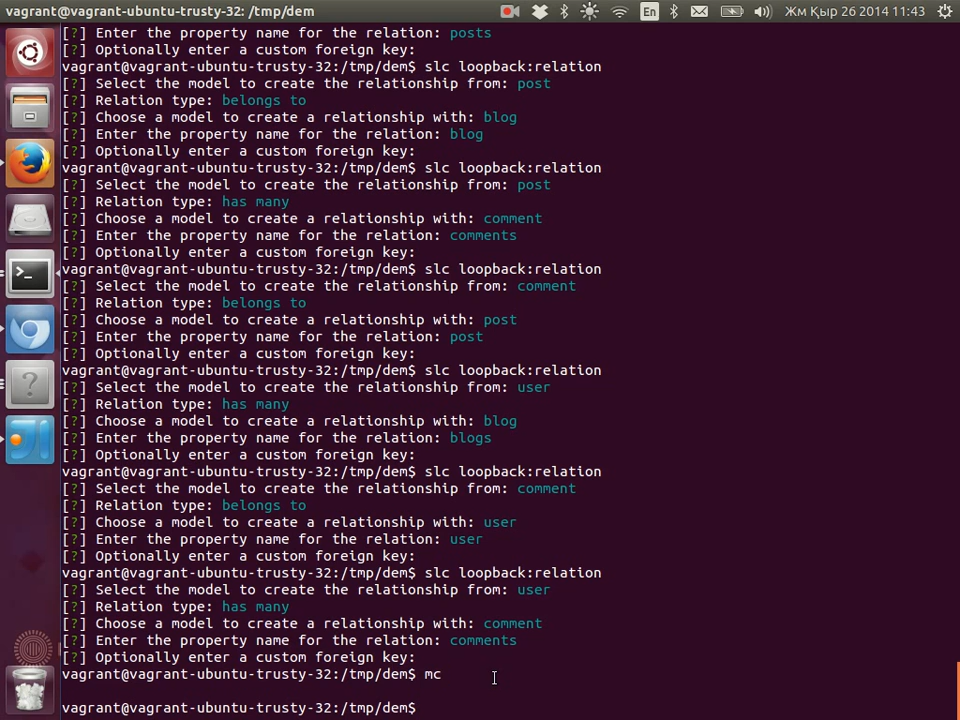 vagrant@vagrant-ubuntu-trusty-32: /tmp/dem
En
Жм Қыр 26 2014 11:43
[?] Enter the property name for the relation: posts
[?] Optionally enter a custom foreign key:
vagrant@vagrant-ubuntu-trusty-32:/tmp/dem$ slc loopback:relation
[?] Select the model to create the relationship from: post
[?] Relation type: belongs to
[?] Choose a model to create a relationship with: blog
[?] Enter the property name for the relation: blog
[?] Optionally enter a custom foreign key:
vagrant@vagrant-ubuntu-trusty-32:/tmp/dem$ slc loopback:relation
[?] Select the model to create the relationship from: post
[?] Relation type: has many
[?] Choose a model to create a relationship with: comment
[?] Enter the property name for the relation: comments
[?] Optionally enter a custom foreign key:
vagrant@vagrant-ubuntu-trusty-32:/tmp/dem$ slc loopback:relation
[?] Select the model to create the relationship from: comment
[?] Relation type: belongs to
[?] Choose a model to create a relationship with: post
[?] Enter the property name for the relation: post
[?] Optionally enter a custom foreign key:
vagrant@vagrant-ubuntu-trusty-32:/tmp/dem$ slc loopback:relation
[?] Select the model to create the relationship from: user
[?] Relation type: has many
[?] Choose a model to create a relationship with: blog
[?] Enter the property name for the relation: blogs
[?] Optionally enter a custom foreign key:
vagrant@vagrant-ubuntu-trusty-32:/tmp/dem$ slc loopback:relation
[?] Select the model to create the relationship from: comment
[?] Relation type: belongs to
[?] Choose a model to create a relationship with: user
[?] Enter the property name for the relation: user
[?] Optionally enter a custom foreign key:
vagrant@vagrant-ubuntu-trusty-32:/tmp/dem$ slc loopback:relation
[?] Select the model to create the relationship from: user
[?] Relation type: has many
[?] Choose a model to create a relationship with: comment
[?] Enter the property name for the relation: comments
[?] Optionally enter a custom foreign key:
vagrant@vagrant-ubuntu-trusty-32:/tmp/dem$ mc
vagrant@vagrant-ubuntu-trusty-32:/tmp/dem$